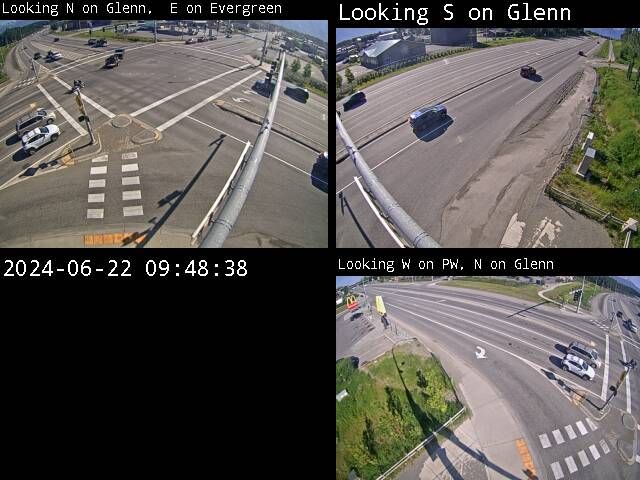 Looking N on Glenn, E on Evergreen
Looking S on Glenn
2024-06-22 09:48:38
Looking W on PW, N on Glenn